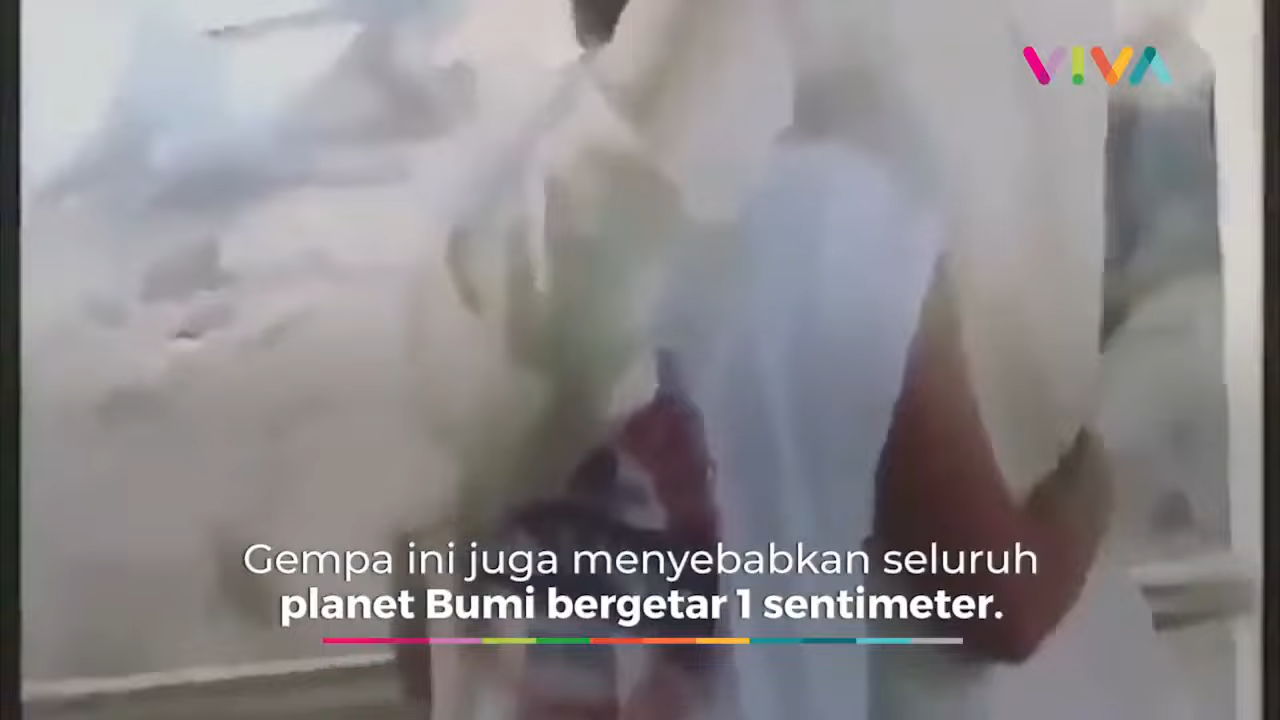 VIVA
Gempa ini juga menyebabkan seluruh
planet Bumi bergetar 1 sentimeter.